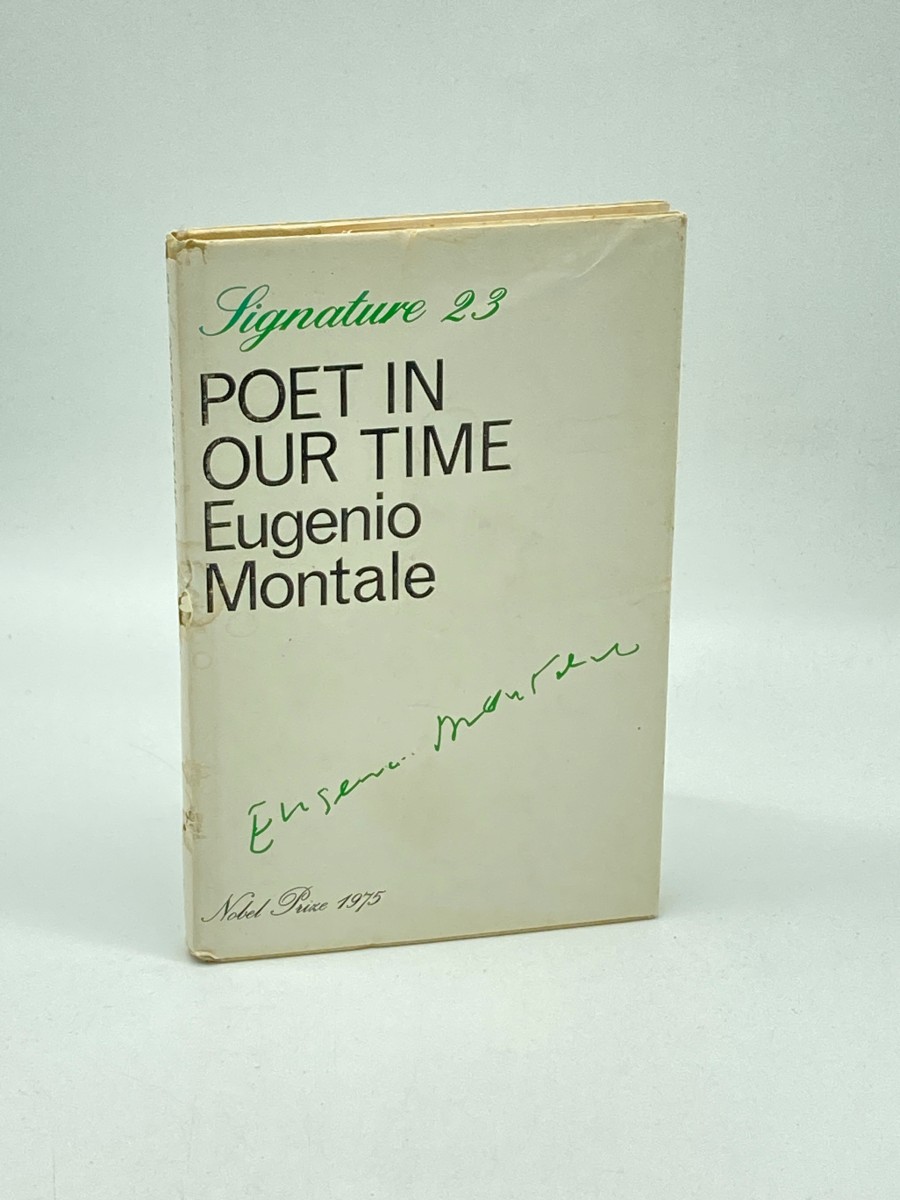 Signature 23
POET IN
OUR TIME
Eugenio
Montale
Eugenio Montale
Nobel Prize 1975